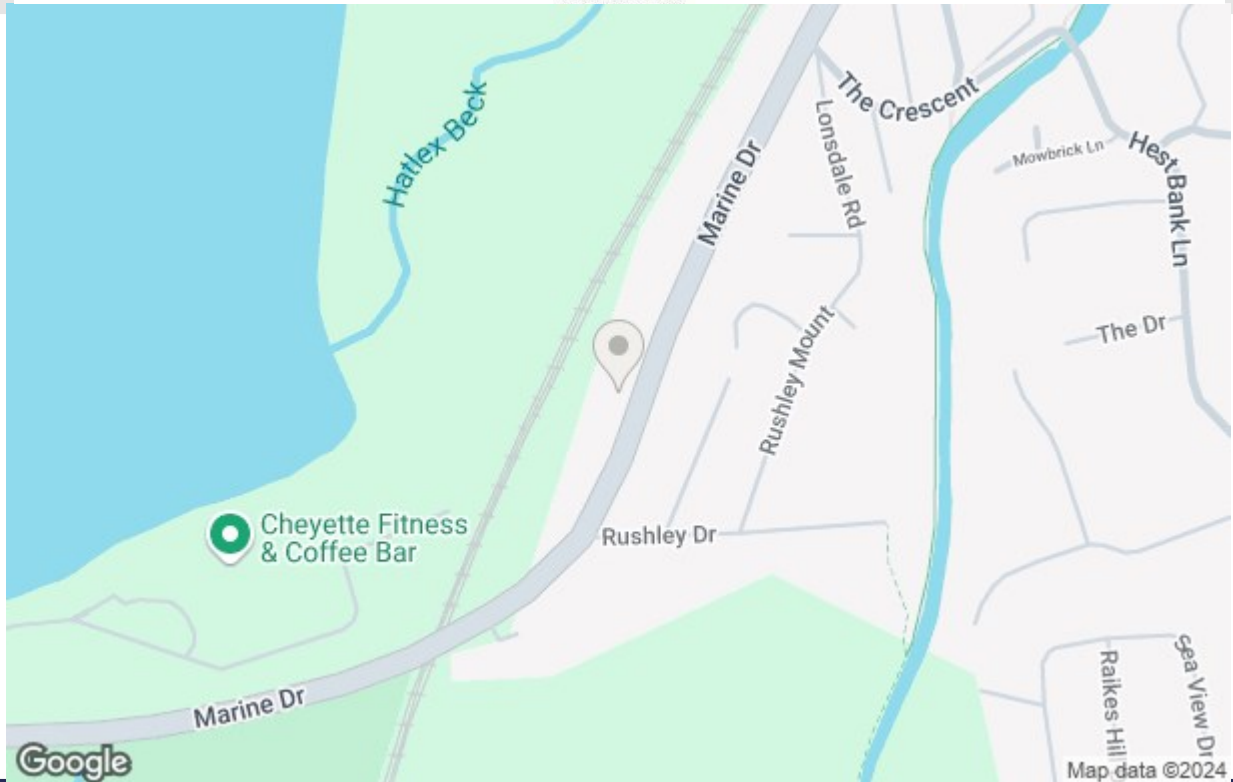 Hatlex Beck
Marine Dr
The Crescent
Lonsdale Rd
Mowbrick Ln
Hest Bank Ln
The Dr
Rushley Mount
Cheyette Fitness
& Coffee Bar
Rushley Dr
Marine Dr
Raikes Hill
Sea View Dr
Google
Map data ©2024